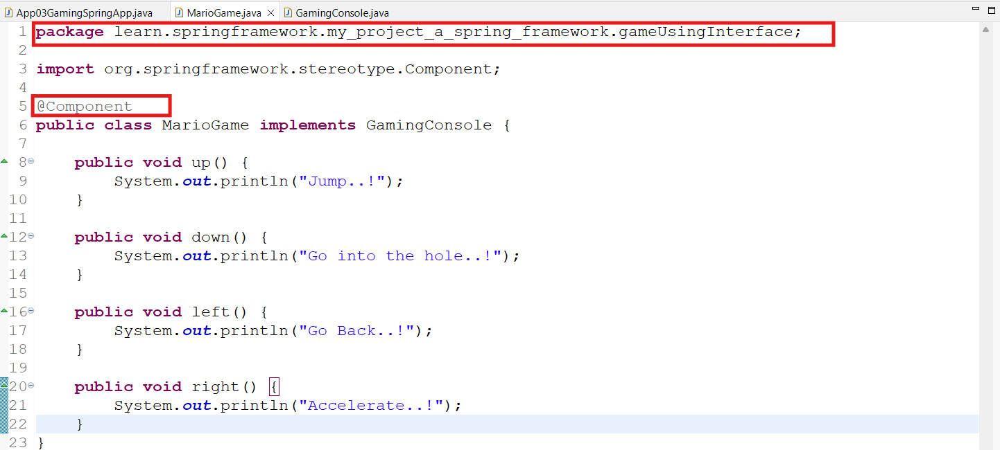 App03GamingSpringApp.java MarioGame.java GamingConsole.java
1 package learn.springframework.my_project_a_spring_framework.gameUsingInterface;
2
3 import org.springframework.stereotype.Component;
4
5 @Component
6 public class MarioGame implements GamingConsole {
7
8     public void up() {
9         System.out.println("Jump..!");
10     }
11
12     public void down() {
13         System.out.println("Go into the hole..!");
14     }
15
16     public void left() {
17         System.out.println("Go Back..!");
18     }
19
20     public void right() {
21         System.out.println("Accelerate..!");
22     }
23 }